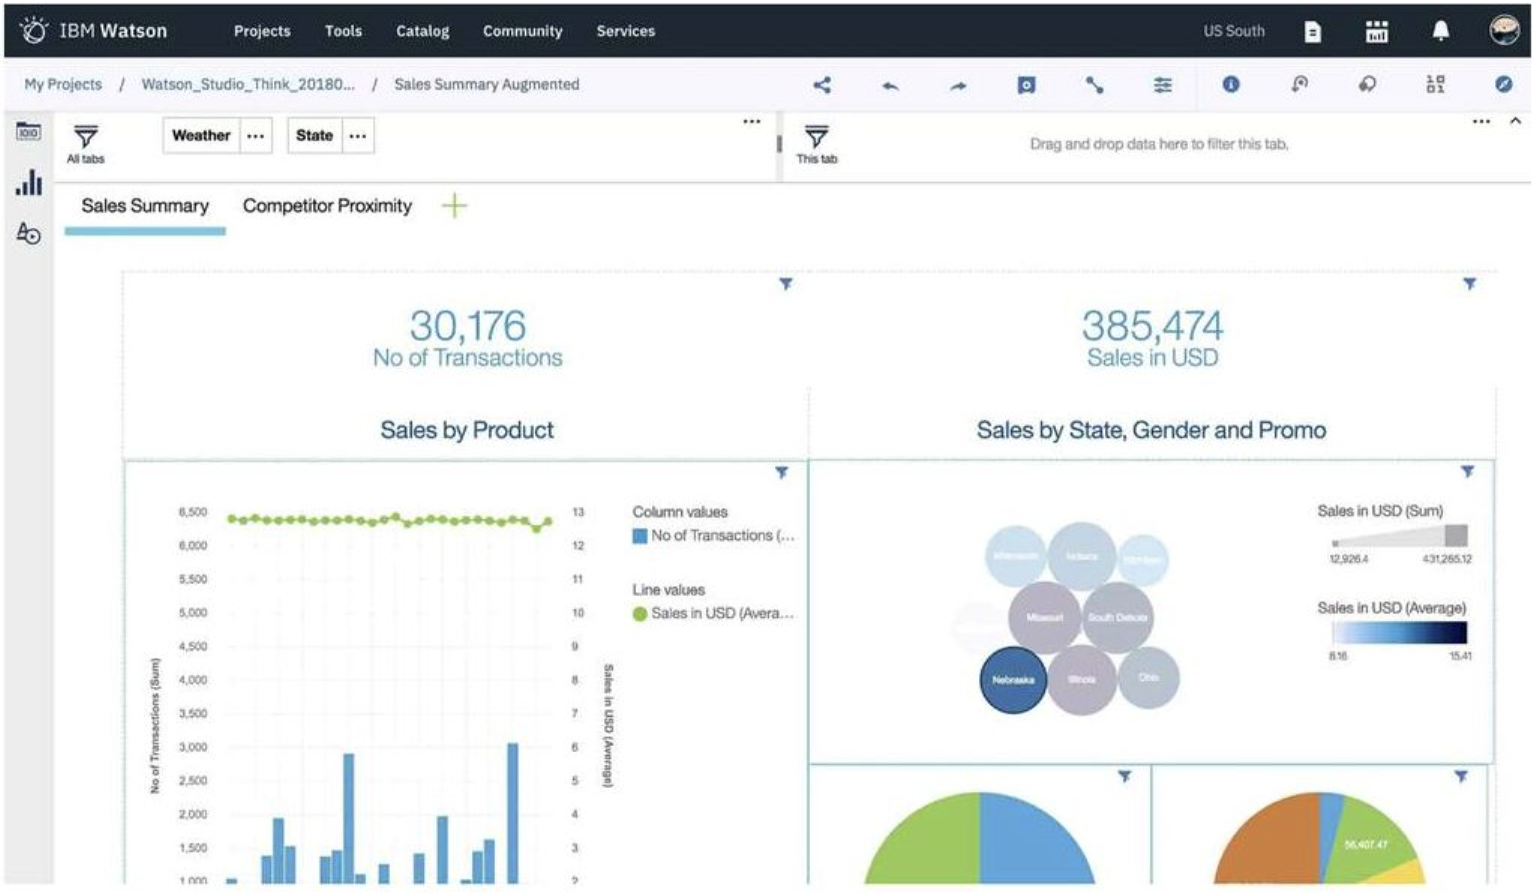 IBM Watson
Projects
Tools
Catalog
Community
Services
US South
My Projects / Watson_Studio_Think_20180... / Sales Summary Augmented
All tabs
Weather ...
State ...
This tab
Drag and drop data here to filter this tab.
Sales Summary
Competitor Proximity
30,176
No of Transactions
385,474
Sales in USD
Sales by Product
Sales by State, Gender and Promo
No of Transactions (Sum)
6,500
6,000
5,500
5,000
4,500
4,000
3,500
3,000
2,500
2,000
1,500
1,000
13
12
11
10
9
8
7
6
5
4
3
2
Sales in USD (Average)
Column values
No of Transactions (...
Line values
Sales in USD (Avera...
Missouri
South Dakota
Nebraska
Illinois
Ohio
Sales in USD (Sum)
12,926.4
431,265.12
Sales in USD (Average)
8.16
15.41
56,407.47